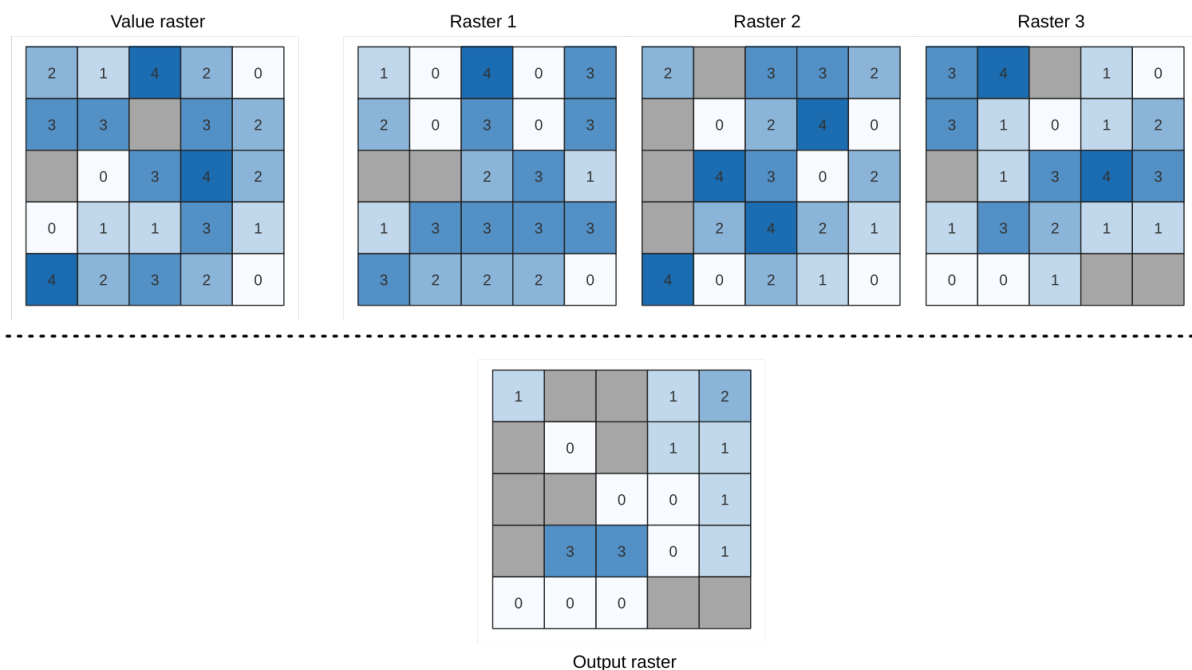 Value raster Raster 1 Raster 2 Raster 3
2 1 4 2 0 1 0 4 0 3 2 3 3 2 3 4 1 0
3 3 3 2 2 0 3 0 3 0 2 4 0 3 1 0 1 2
0 3 4 2 2 3 1 4 3 0 2 1 3 4 3
0 1 1 3 1 1 3 3 3 3 2 4 2 1 1 3 2 1 1
4 2 3 2 0 3 2 2 2 0 4 0 2 1 0 0 0 1
1 1 2
0 1 1
0 0 1
3 3 0 1
0 0 0
Output raster